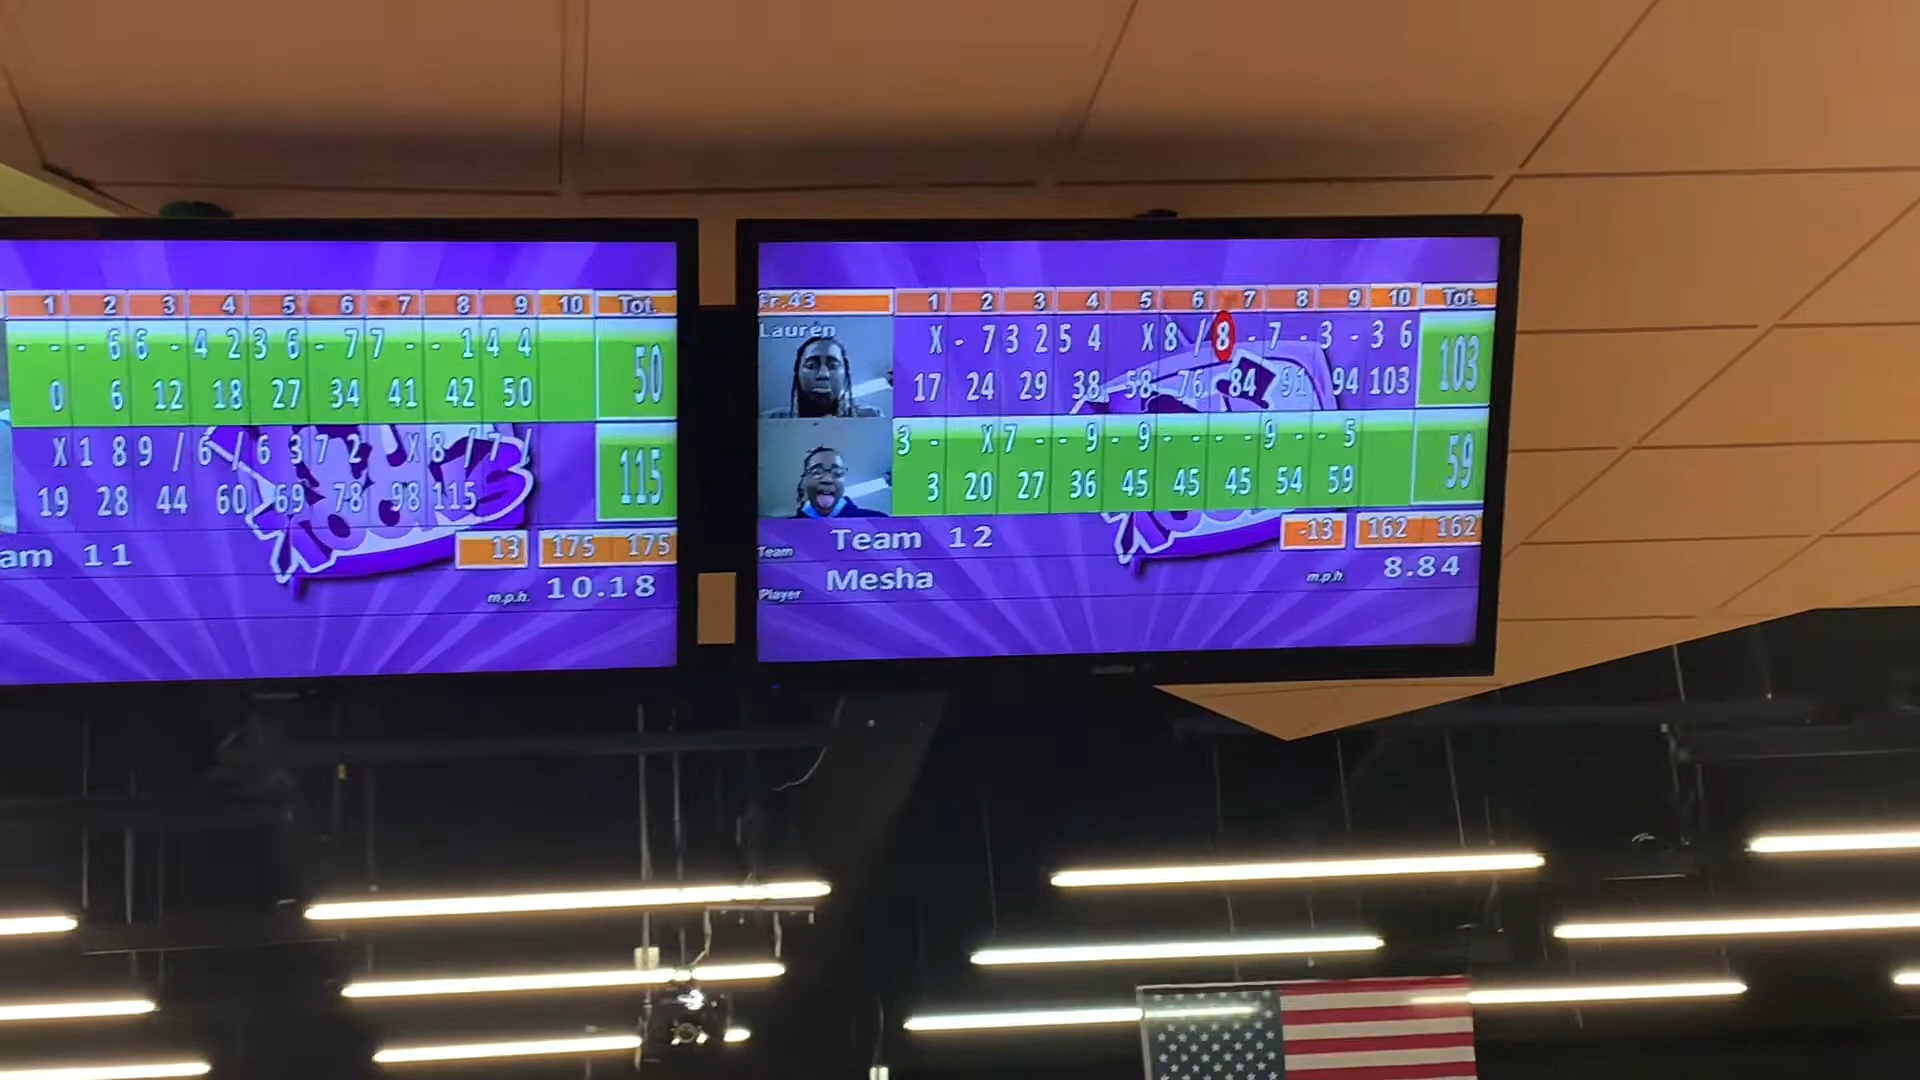 1 2 3 4 5 6 7 8 9 10 Tot.
- - - 6 6 - 4 2 3 6 - 7 7 - - 1 4 4
0 6 12 18 27 34 41 42 50 50
X 1 8 9 / 6 / 6 3 7 2 X 8 / 7 /
19 28 44 60 69 78 98 115 115
am 11 13 175 175
m.p.h. 10.18
Fr.43 1 2 3 4 5 6 7 8 9 10 Tot.
Lauren X - 7 3 2 5 4 X 8 / 8 - 7 - 3 - 3 6
17 24 29 38 58 76 84 91 94 103 103
3 - X 7 - - 9 - 9 - - - - 9 - - 5
3 20 27 36 45 45 45 54 59 59
Team Team 12 -13 162 162
Player Mesha m.p.h. 8.84